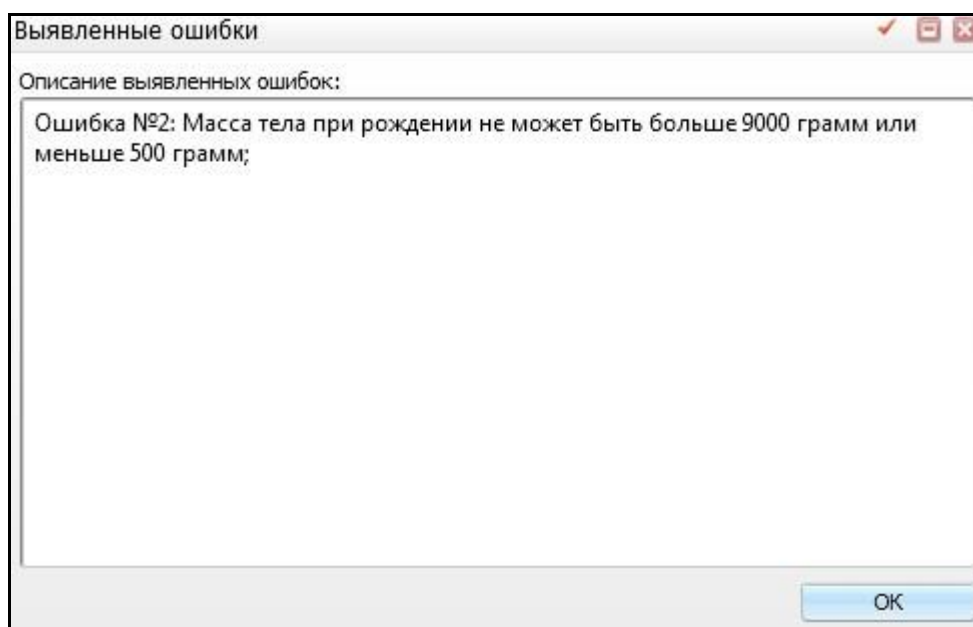 Выявленные ошибки
Описание выявленных ошибок:
Ошибка №2: Масса тела при рождении не может быть больше 9000 грамм или
меньше 500 грамм;
OK